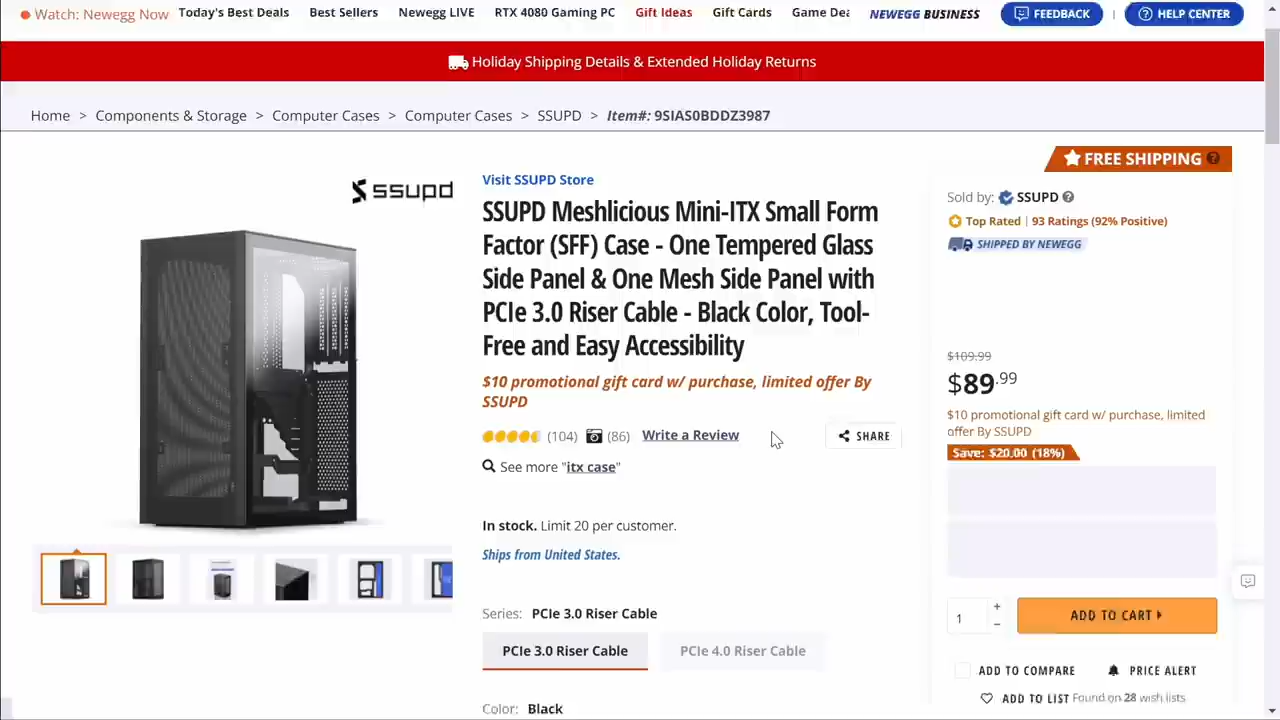 Watch: Newegg Now
Today's Best Deals
Best Sellers
Newegg LIVE
RTX 4080 Gaming PC
Gift Ideas
Gift Cards
Game Dea
NEWEGG BUSINESS
FEEDBACK
HELP CENTER
Holiday Shipping Details & Extended Holiday Returns
Home > Components & Storage > Computer Cases > Computer Cases > SSUPD > Item#: 9SIAS0BDDZ3987
FREE SHIPPING
ssupd
Visit SSUPD Store
SSUPD Meshlicious Mini-ITX Small Form
Factor (SFF) Case - One Tempered Glass
Side Panel & One Mesh Side Panel with
PCIe 3.0 Riser Cable - Black Color, Tool-
Free and Easy Accessibility
$10 promotional gift card w/ purchase, limited offer By
SSUPD
(104) (86) Write a Review
SHARE
See more "itx case"
In stock. Limit 20 per customer.
Ships from United States.
Series: PCIe 3.0 Riser Cable
PCIe 3.0 Riser Cable
PCIe 4.0 Riser Cable
Color: Black
Sold by: SSUPD
Top Rated | 93 Ratings (92% Positive)
SHIPPED BY NEWEGG
$109.99
$89.99
$10 promotional gift card w/ purchase, limited
offer By SSUPD
Save: $20.00 (18%)
1
+
−
ADD TO CART
ADD TO COMPARE
PRICE ALERT
ADD TO LIST Found on 28 wish lists